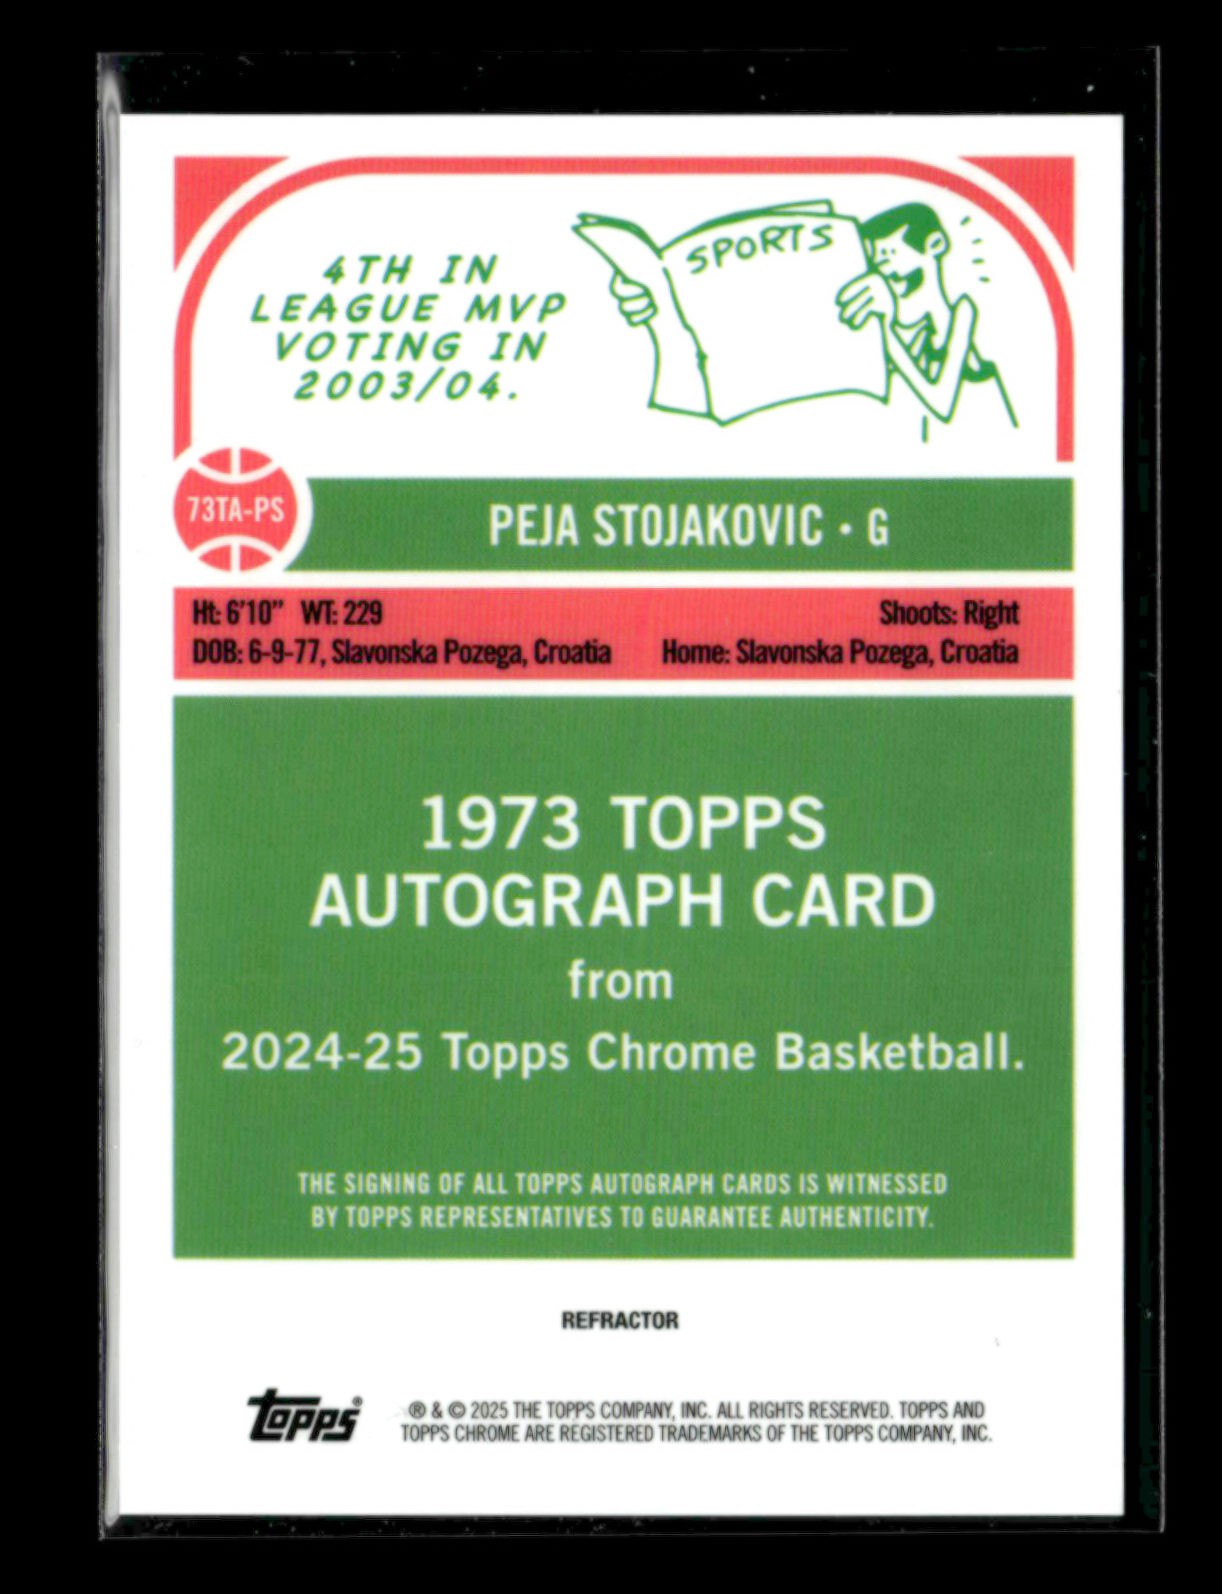 4TH IN
LEAGUE MVP
VOTING IN
2003/04.
SPORTS
73TA-PS
PEJA STOJAKOVIC • G
Ht: 6'10" WT: 229
Shoots: Right
DOB: 6-9-77, Slavonska Pozega, Croatia
Home: Slavonska Pozega, Croatia
1973 TOPPS
AUTOGRAPH CARD
from
2024-25 Topps Chrome Basketball.
THE SIGNING OF ALL TOPPS AUTOGRAPH CARDS IS WITNESSED
BY TOPPS REPRESENTATIVES TO GUARANTEE AUTHENTICITY.
REFRACTOR
topps®
® & © 2025 THE TOPPS COMPANY, INC. ALL RIGHTS RESERVED. TOPPS AND
TOPPS CHROME ARE REGISTERED TRADEMARKS OF THE TOPPS COMPANY, INC.